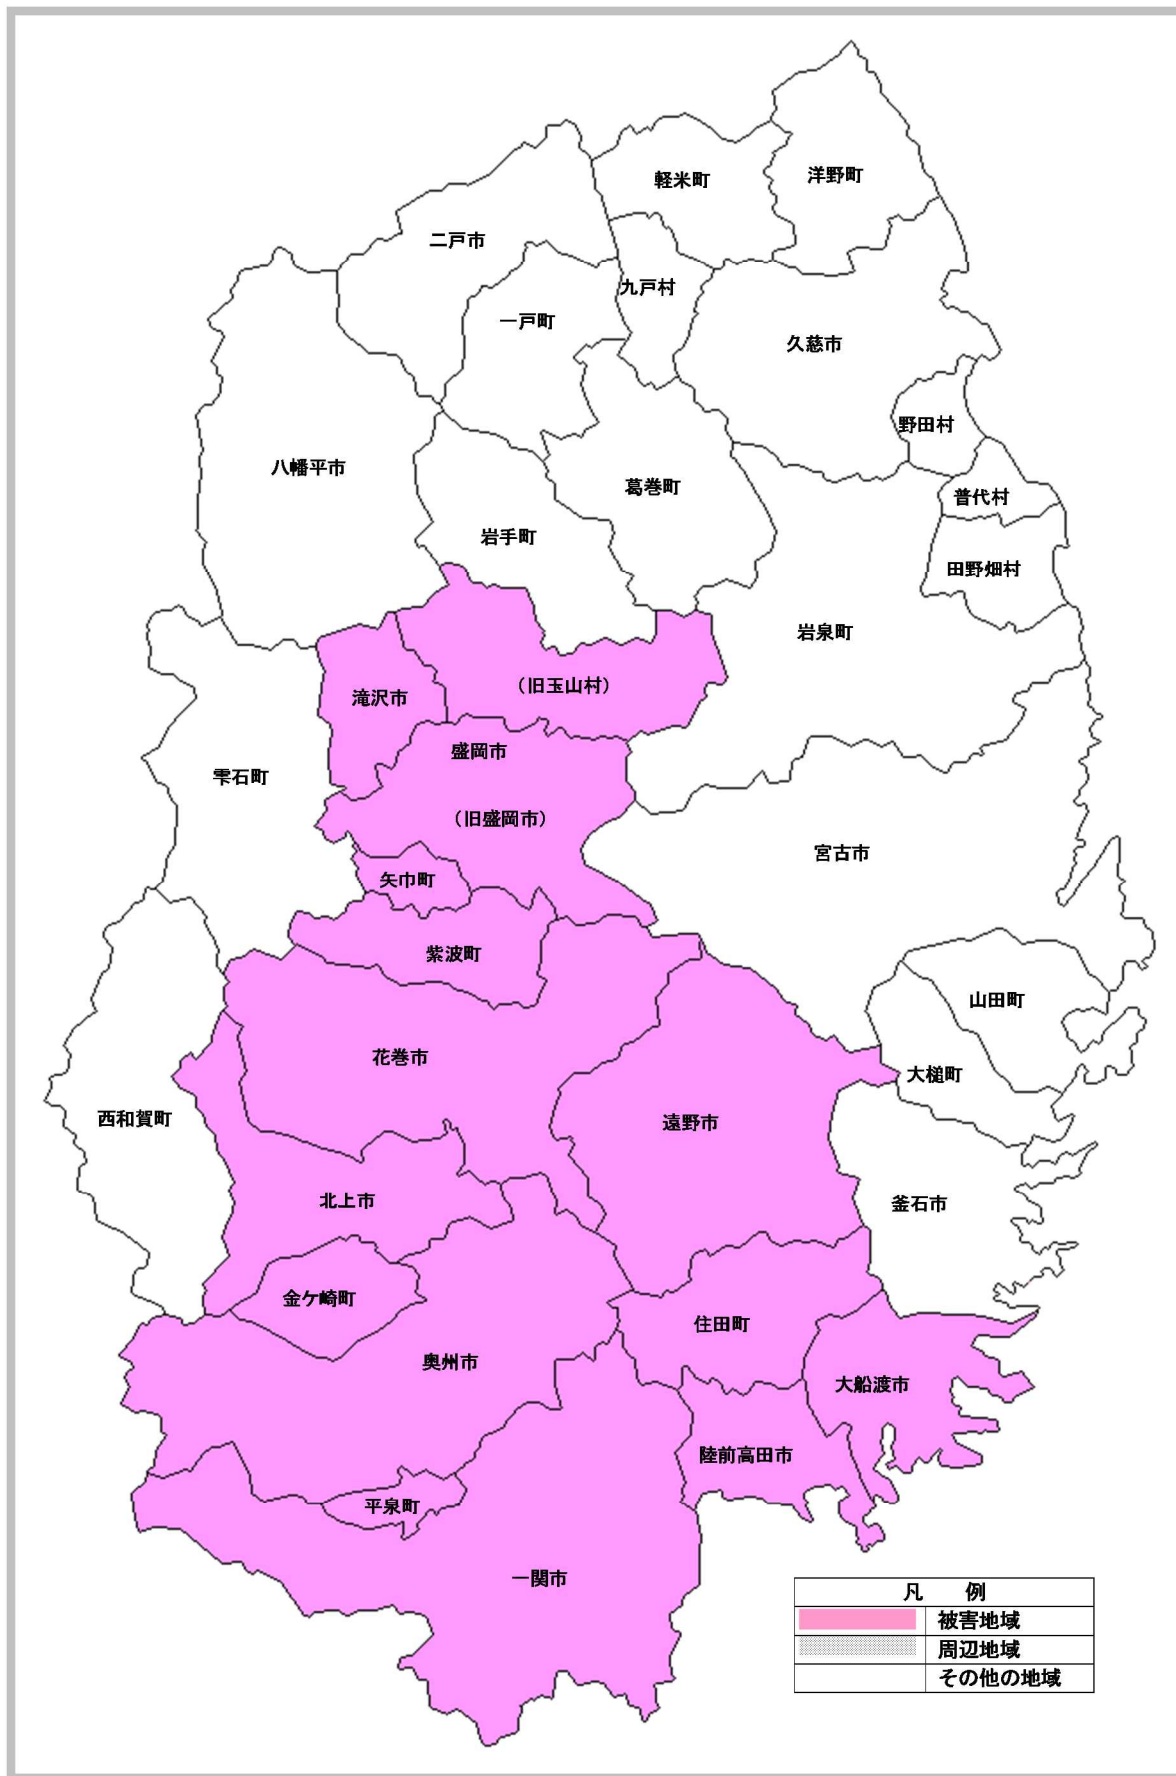 洋野町
軽米町
二戸市
九戸村
一戸町
久慈市
野田村
八幡平市
葛巻町
普代村
岩手町
田野畑村
岩泉町
（旧玉山村）
滝沢市
盛岡市
雫石町
（旧盛岡市）
宮古市
矢巾町
紫波町
山田町
花巻市
大槌町
西和賀町
遠野市
北上市
釜石市
金ケ崎町
住田町
奥州市
大船渡市
陸前高田市
平泉町
一関市
凡　例
被害地域
周辺地域
その他の地域